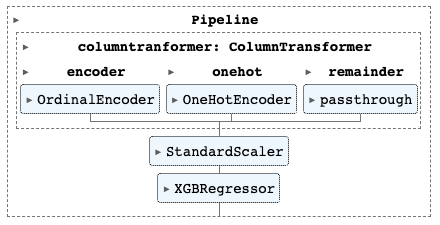 Pipeline
columntranformer: ColumnTransformer
encoder onehot remainder
OrdinalEncoder OneHotEncoder passthrough
StandardScaler
XGBRegressor